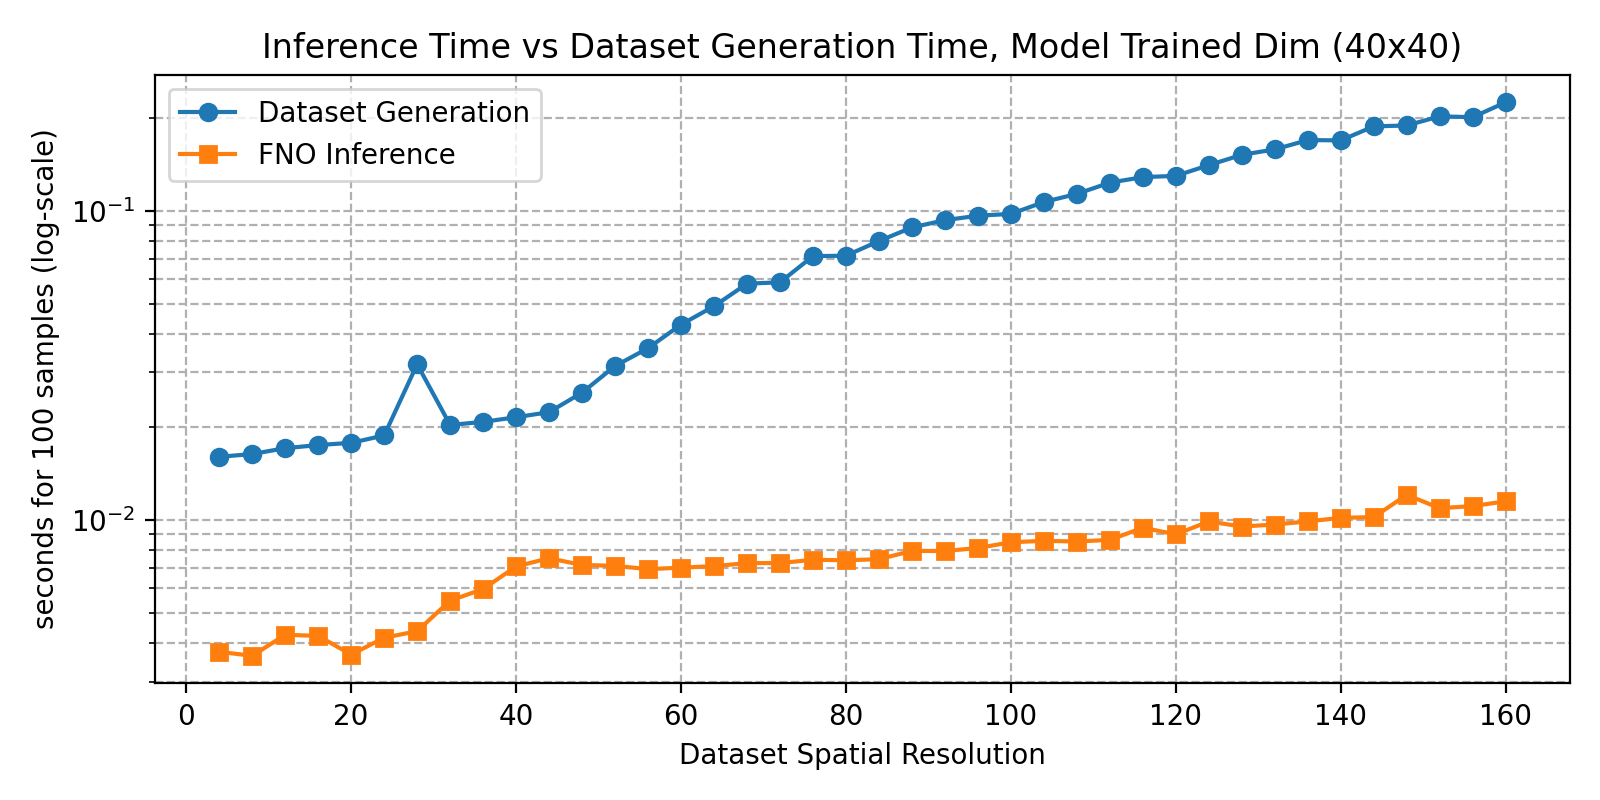 Inference Time vs Dataset Generation Time, Model Trained Dim (40x40)
Dataset Generation
FNO Inference
seconds for 100 samples (log-scale)
10⁻¹
10⁻²
0 20 40 60 80 100 120 140 160
Dataset Spatial Resolution